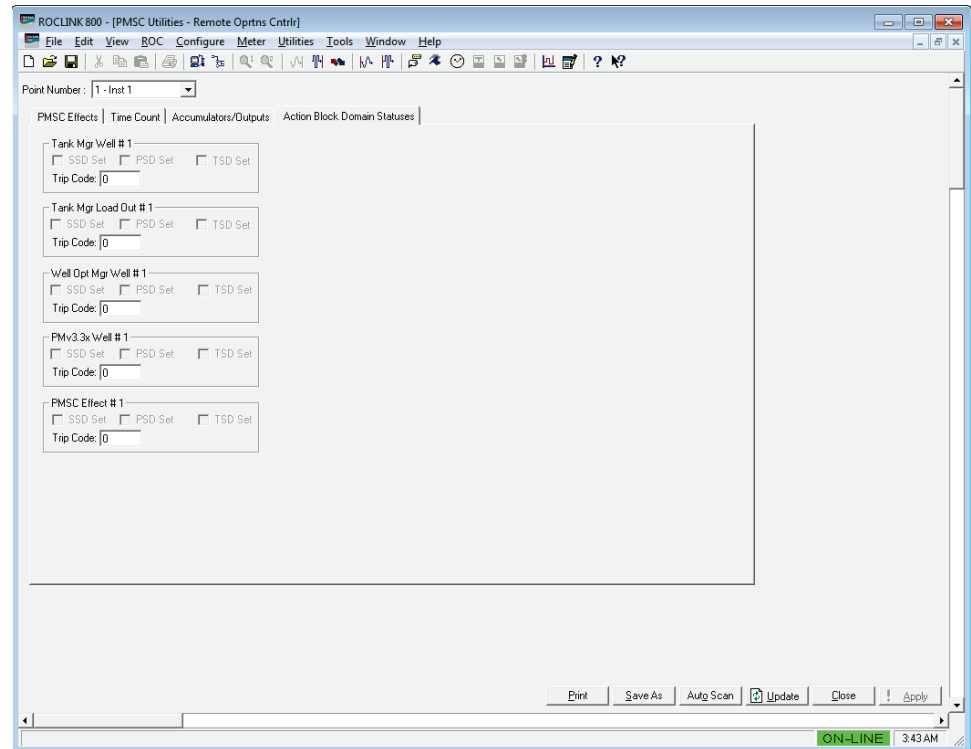 ROCLINK 800 - [PMSC Utilities - Remote Oprtns Cntrlr]
File Edit View ROC Configure Meter Utilities Tools Window Help
Point Number : 1 - Inst 1
PMSC Effects Time Count Accumulators/Outputs Action Block Domain Statuses
Tank Mgr Well # 1
SSD Set PSD Set TSD Set
Trip Code: 0
Tank Mgr Load Out # 1
SSD Set PSD Set TSD Set
Trip Code: 0
Well Opt Mgr Well # 1
SSD Set PSD Set TSD Set
Trip Code: 0
PMv3.3x Well # 1
SSD Set PSD Set TSD Set
Trip Code: 0
PMSC Effect # 1
SSD Set PSD Set TSD Set
Trip Code: 0
Print Save As Auto Scan Update Close ! Apply
ON-LINE 3:43 AM